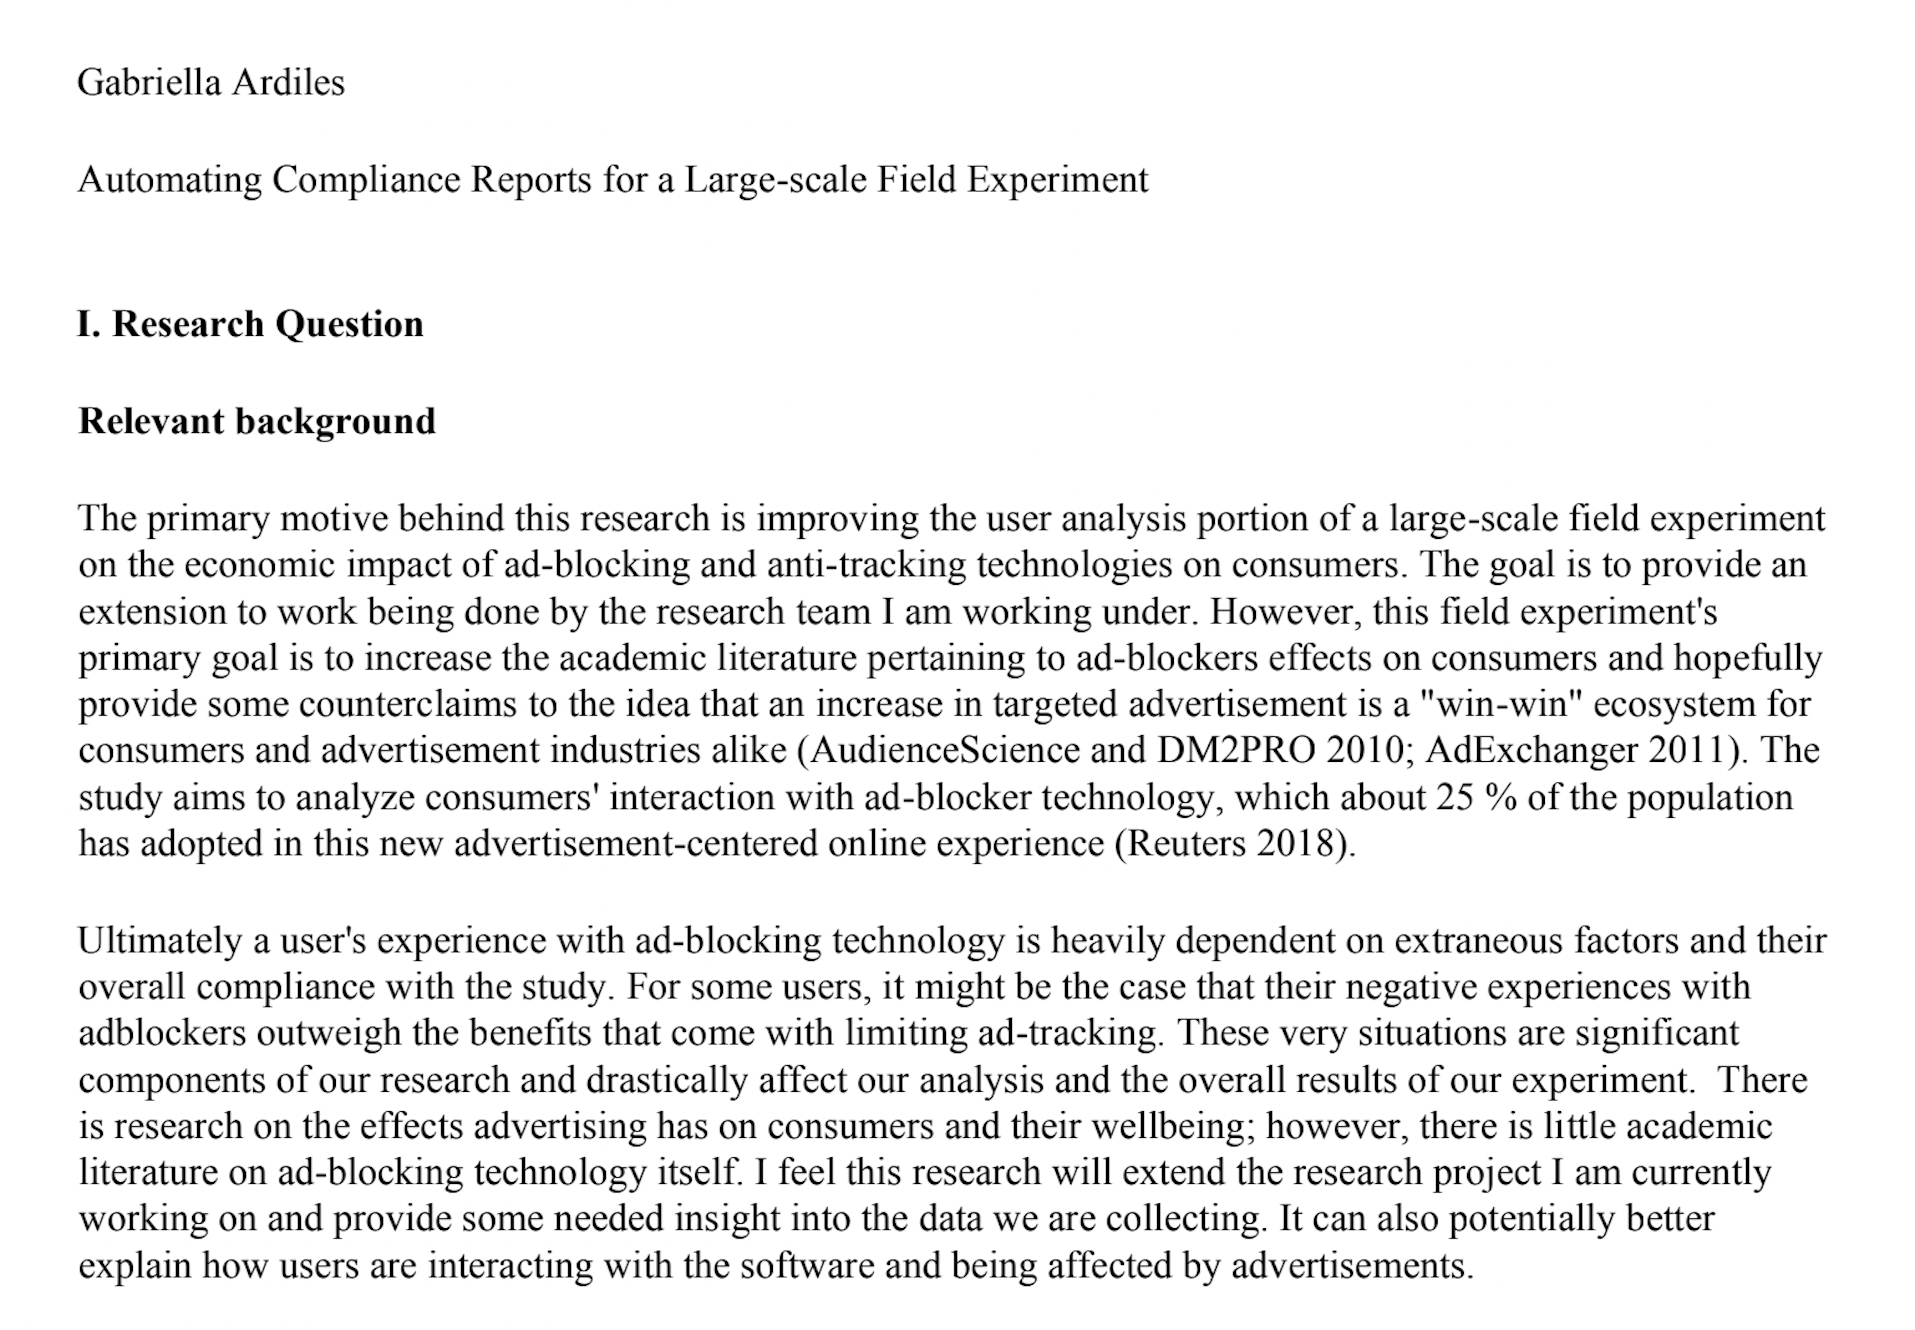 Gabriella Ardiles
Automating Compliance Reports for a Large-scale Field Experiment
I. Research Question
Relevant background
The primary motive behind this research is improving the user analysis portion of a large-scale field experiment
on the economic impact of ad-blocking and anti-tracking technologies on consumers. The goal is to provide an
extension to work being done by the research team I am working under. However, this field experiment's
primary goal is to increase the academic literature pertaining to ad-blockers effects on consumers and hopefully
provide some counterclaims to the idea that an increase in targeted advertisement is a "win-win" ecosystem for
consumers and advertisement industries alike (AudienceScience and DM2PRO 2010; AdExchanger 2011). The
study aims to analyze consumers' interaction with ad-blocker technology, which about 25 % of the population
has adopted in this new advertisement-centered online experience (Reuters 2018).
Ultimately a user's experience with ad-blocking technology is heavily dependent on extraneous factors and their
overall compliance with the study. For some users, it might be the case that their negative experiences with
adblockers outweigh the benefits that come with limiting ad-tracking. These very situations are significant
components of our research and drastically affect our analysis and the overall results of our experiment.  There
is research on the effects advertising has on consumers and their wellbeing; however, there is little academic
literature on ad-blocking technology itself. I feel this research will extend the research project I am currently
working on and provide some needed insight into the data we are collecting. It can also potentially better
explain how users are interacting with the software and being affected by advertisements.